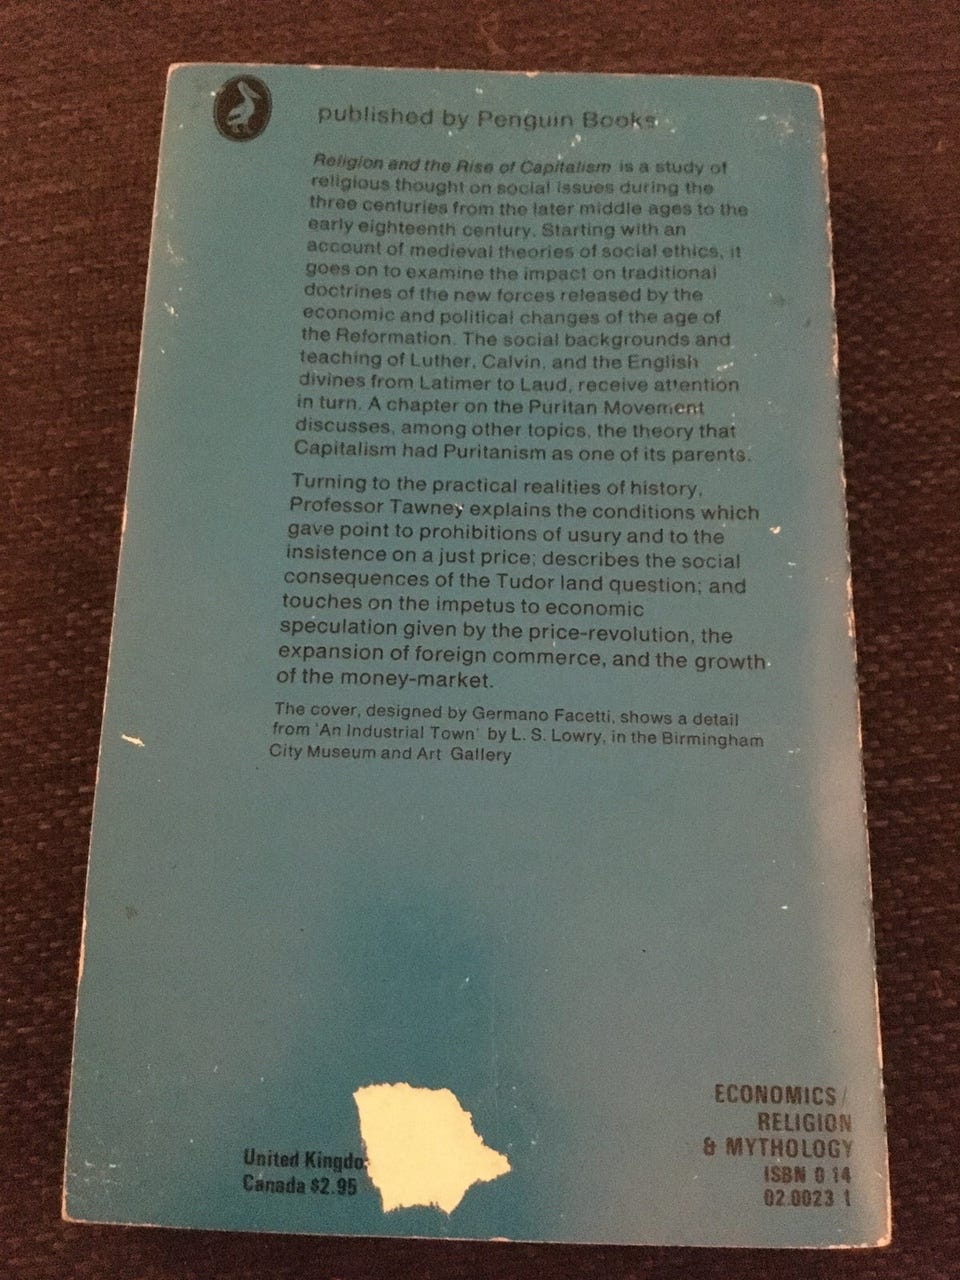 published by Penguin Books
Religion and the Rise of Capitalism is a study of
religious thought on social issues during the
three centuries from the later middle ages to the
early eighteenth century. Starting with an
account of medieval theories of social ethics, it
goes on to examine the impact on traditional
doctrines of the new forces released by the
economic and political changes of the age of
the Reformation. The social backgrounds and
teaching of Luther, Calvin, and the English
divines from Latimer to Laud, receive attention
in turn. A chapter on the Puritan Movement
discusses, among other topics, the theory that
Capitalism had Puritanism as one of its parents.
Turning to the practical realities of history,
Professor Tawney explains the conditions which
gave point to prohibitions of usury and to the
insistence on a just price; describes the social
consequences of the Tudor land question; and
touches on the impetus to economic
speculation given by the price-revolution, the
expansion of foreign commerce, and the growth
of the money-market.
The cover, designed by Germano Facetti, shows a detail
from 'An Industrial Town' by L. S. Lowry, in the Birmingham
City Museum and Art Gallery
United Kingdo
Canada $2.95
ECONOMICS/
RELIGION
& MYTHOLOGY
ISBN 0 14
02.0023 1